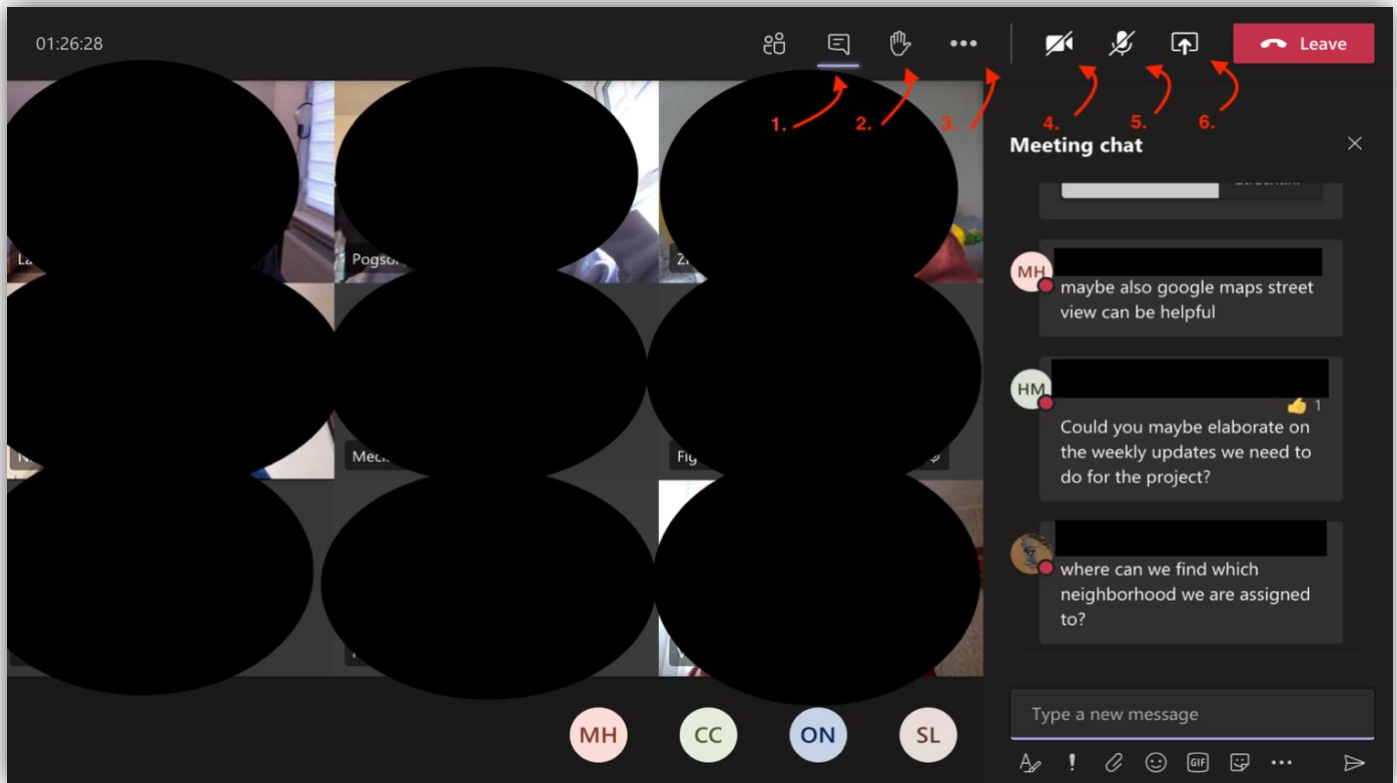 01:26:28
Leave
1.
2.
3.
4.
5.
6.
Meeting chat
Pogso
MH
maybe also google maps street
view can be helpful
HM
1
Could you maybe elaborate on
the weekly updates we need to
do for the project?
where can we find which
neighborhood we are assigned
to?
Fig
MH
CC
ON
SL
Type a new message
GIF